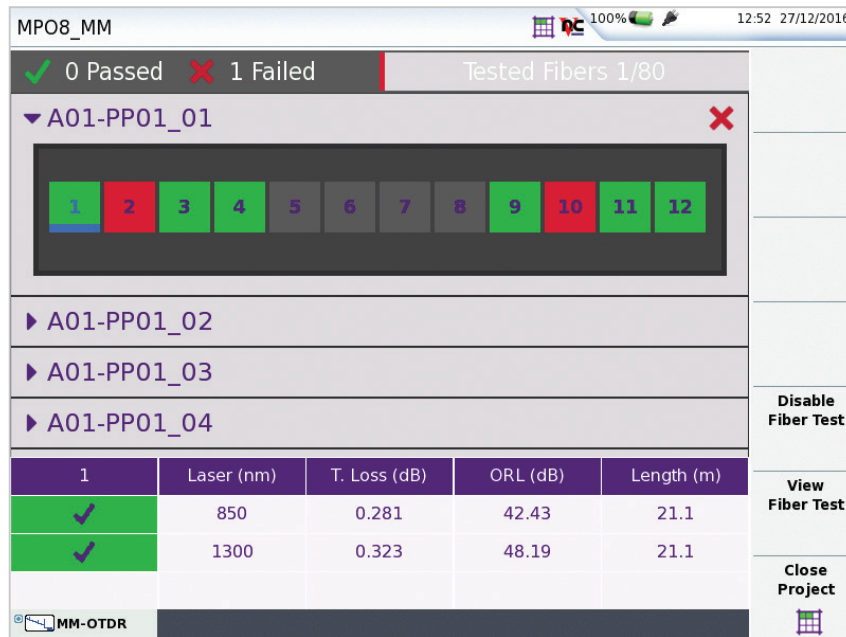 MPO8_MM
nc 100% 12:52 27/12/2016
0 Passed 1 Failed Tested Fibers 1/80
A01-PP01_01
1 2 3 4 5 6 7 8 9 10 11 12
A01-PP01_02
A01-PP01_03
A01-PP01_04
Disable
Fiber Test
1 Laser (nm) T. Loss (dB) ORL (dB) Length (m)
850 0.281 42.43 21.1
1300 0.323 48.19 21.1
View
Fiber Test
Close
Project
MM-OTDR